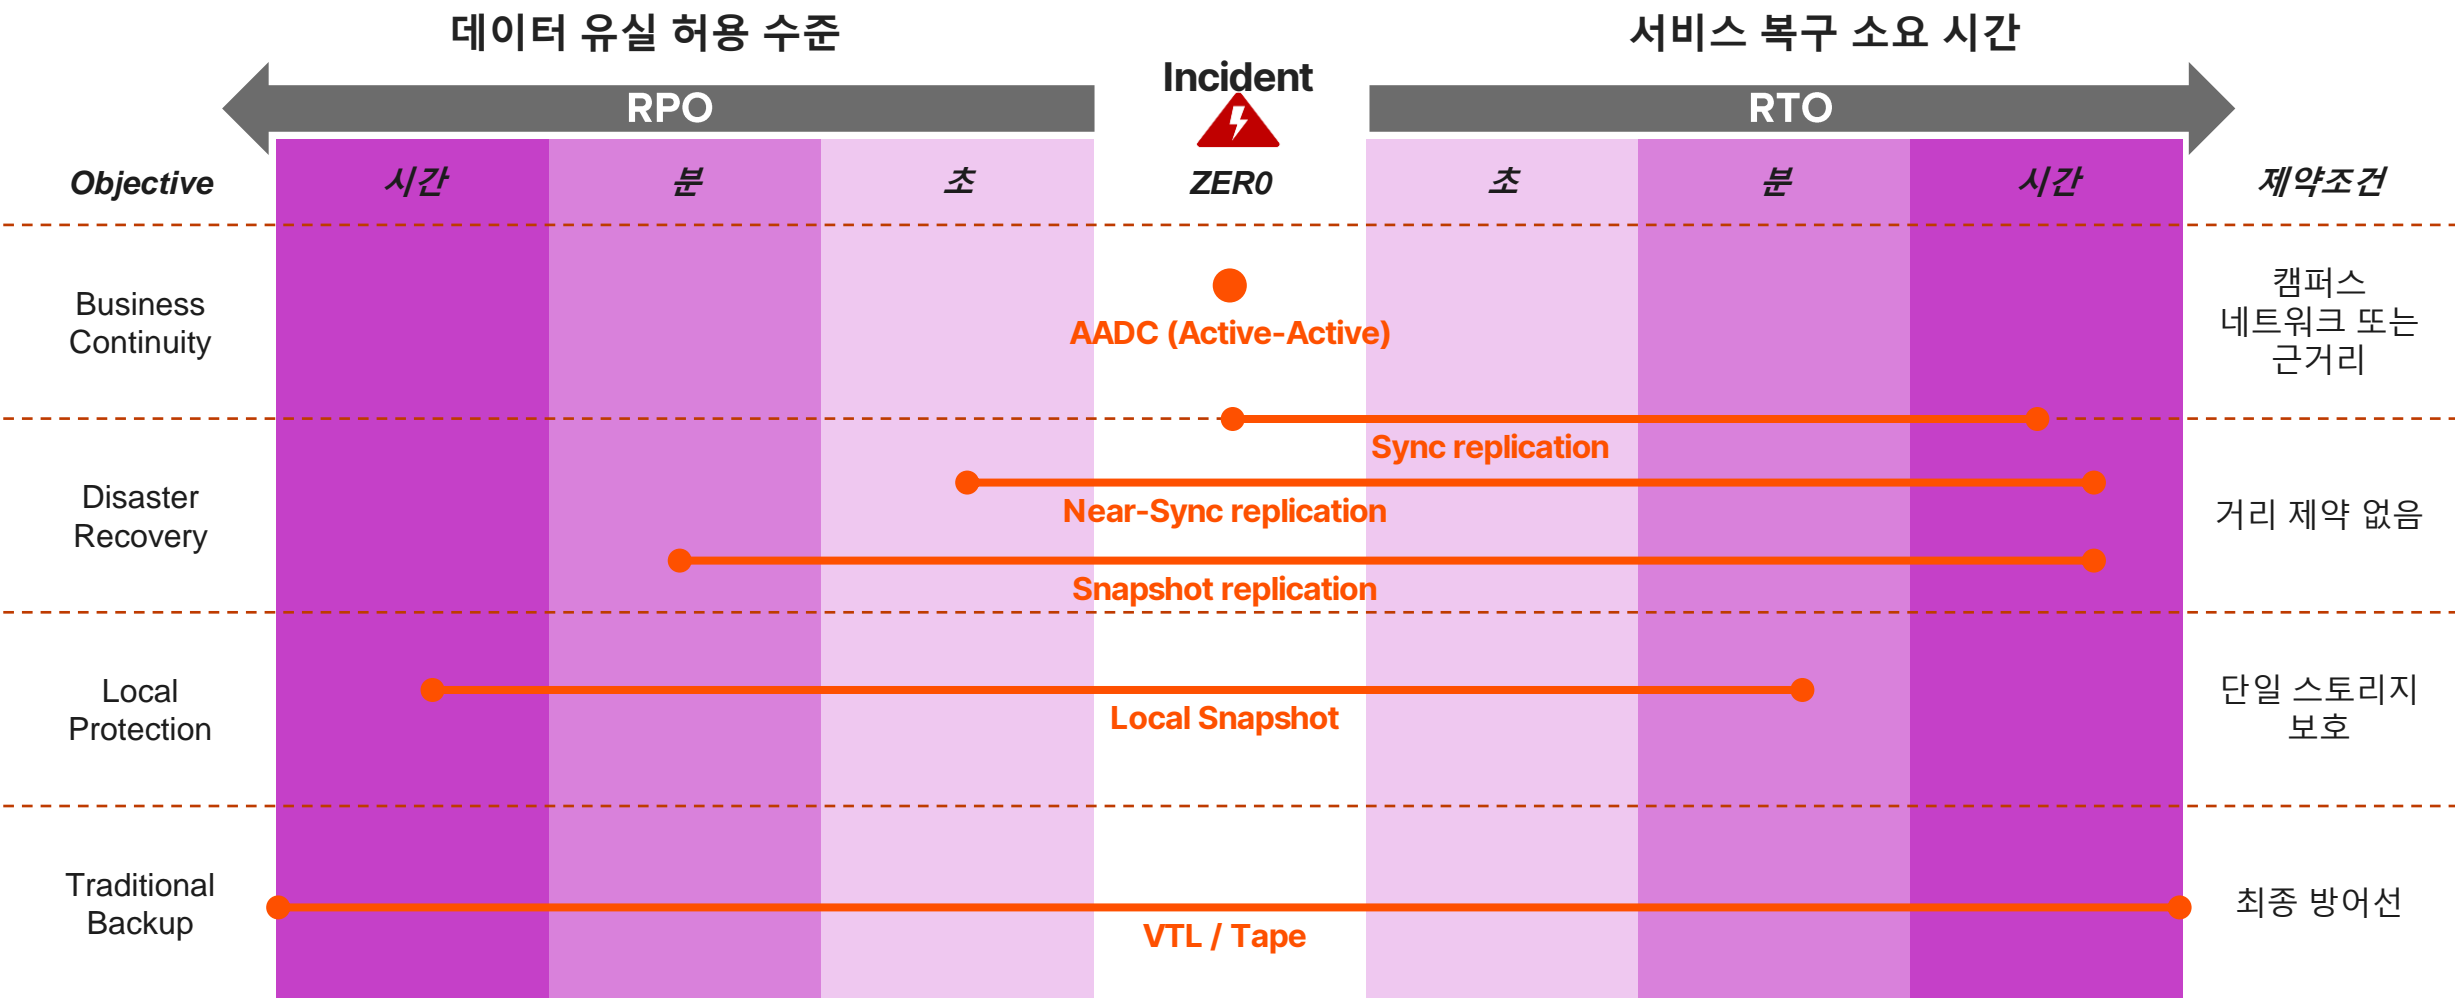 데이터 유실 허용 수준
서비스 복구 소요 시간
Incident
RPO
RTO
Objective
시간
분
초
ZER0
초
분
시간
제약조건
Business
Continuity
AADC (Active-Active)
캠퍼스
네트워크 또는
근거리
Sync replication
Disaster
Recovery
Near-Sync replication
거리 제약 없음
Snapshot replication
Local
Protection
Local Snapshot
단일 스토리지
보호
Traditional
Backup
VTL / Tape
최종 방어선